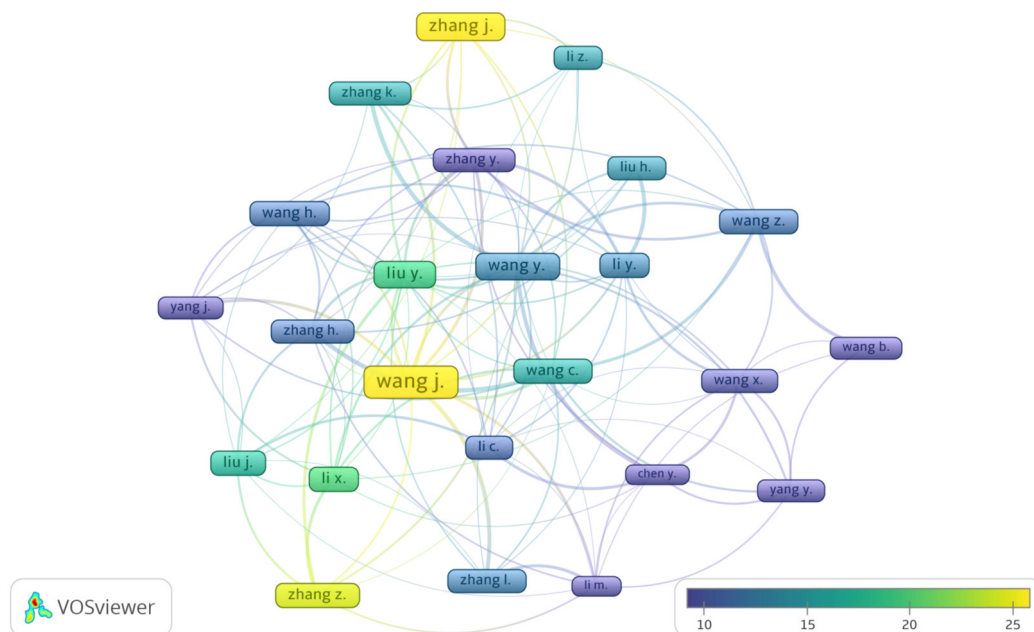 zhang j.
li z.
zhang k.
zhang y.
liu h.
wang h.
wang z.
liu y.
wang y.
li y.
yang j.
zhang h.
wang b.
wang j.
wang c.
wang x.
li c.
liu j.
li x.
chen y.
yang y.
zhang z.
zhang l.
li m.
VOSviewer
10
15
20
25